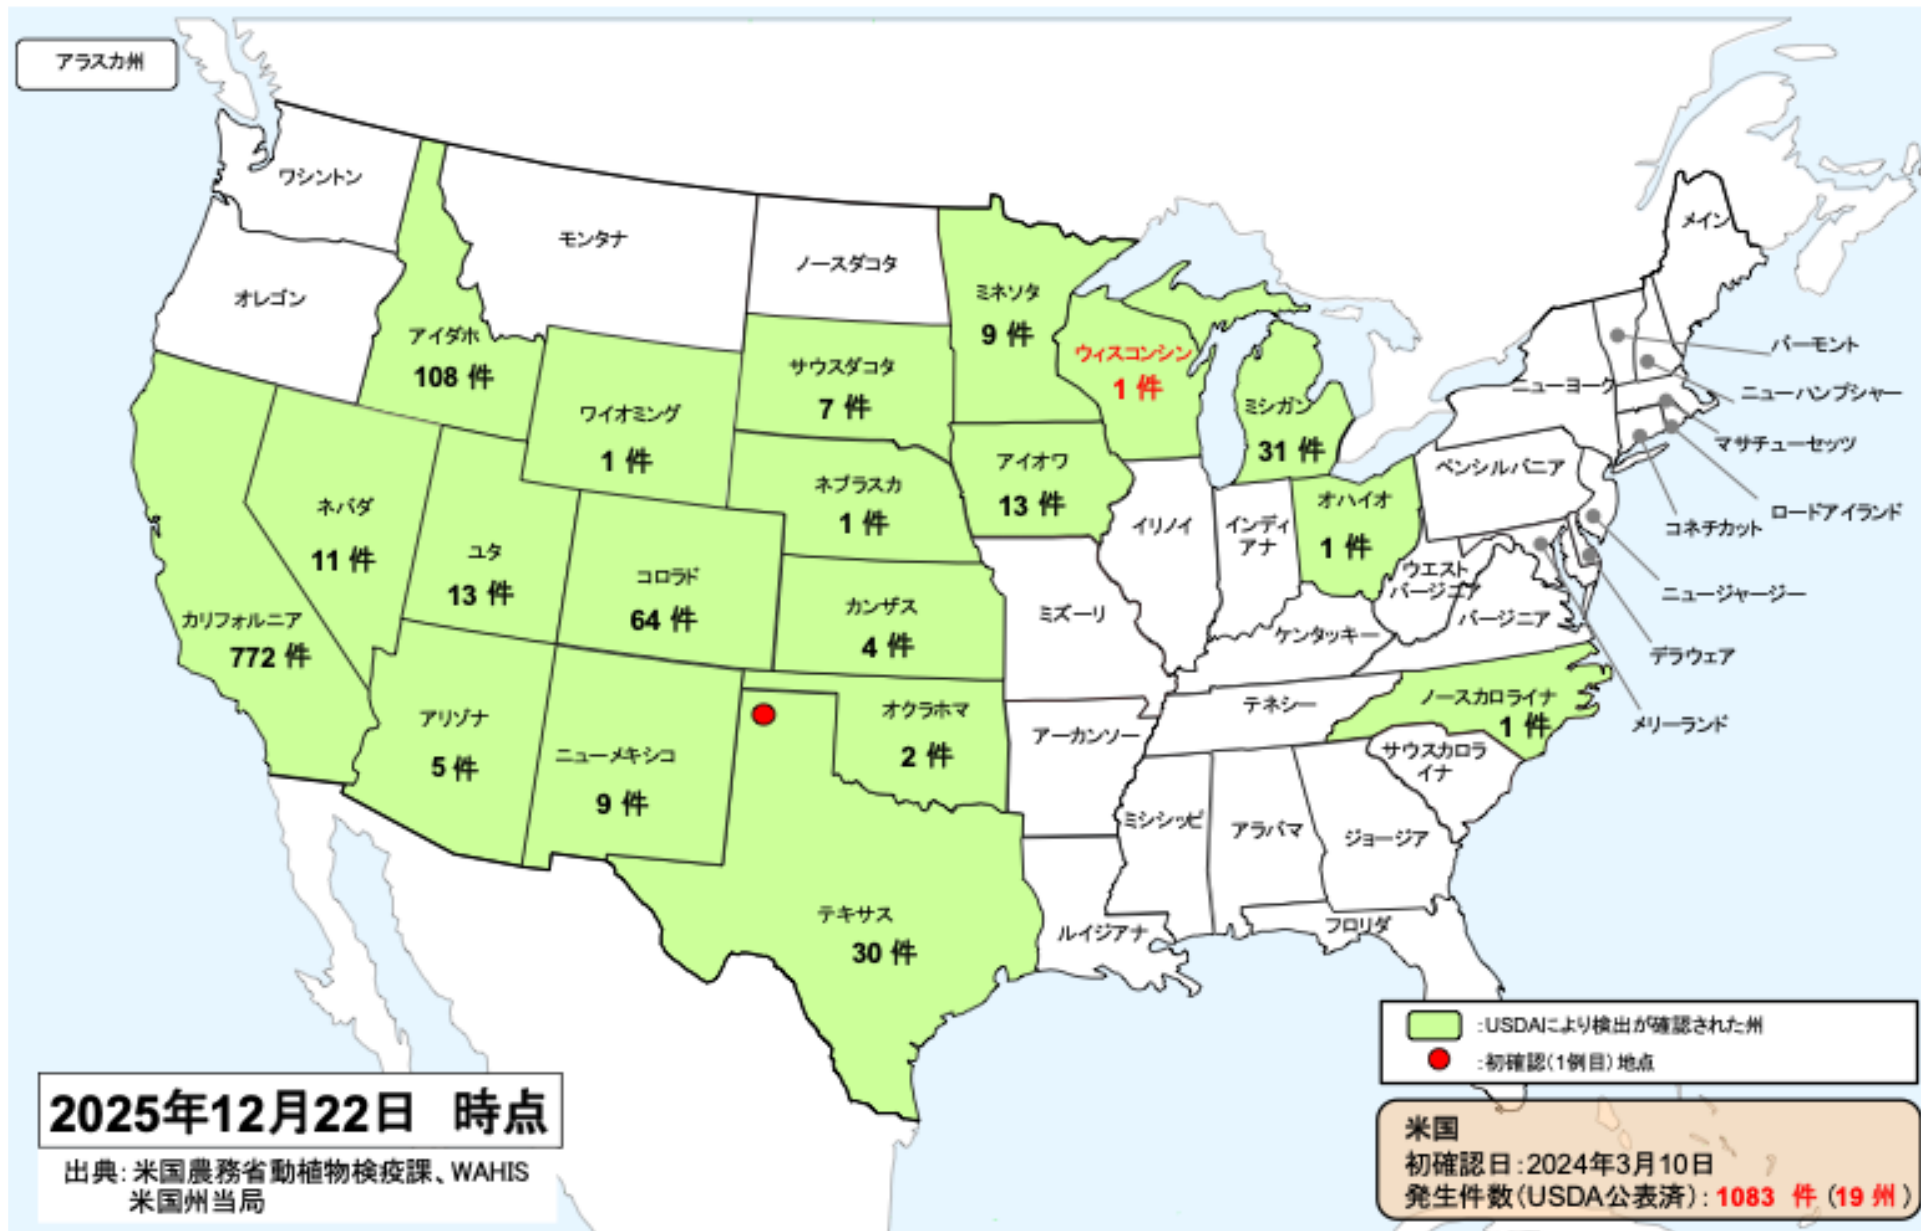 アラスカ州
ワシントン
モンタナ
ノースダコタ
ミネソタ
9 件
メイン
オレゴン
アイダホ
108 件
ワイオミング
1 件
サウスダコタ
7 件
ウィスコンシン
1 件
ミシガン
31 件
ニューヨーク
バーモント
ニューハンプシャー
マサチューセッツ
ロードアイランド
コネチカット
ペンシルバニア
ニュージャージー
デラウェア
メリーランド
ネバダ
11 件
ユタ
13 件
コロラド
64 件
ネブラスカ
1 件
アイオワ
13 件
イリノイ
インディ
アナ
オハイオ
1 件
ウエスト
バージニア
バージニア
カリフォルニア
772 件
カンザス
4 件
ミズーリ
ケンタッキー
アリゾナ
5 件
ニューメキシコ
9 件
オクラホマ
2 件
アーカンソー
テネシー
ノースカロライナ
1 件
サウスカロラ
イナ
テキサス
30 件
ルイジアナ
ミシシッピ
アラバマ
ジョージア
フロリダ
:USDAにより検出が確認された州
:初確認(1例目)地点
2025年12月22日 時点
出典:米国農務省動植物検疫課、WAHIS
米国州当局
米国
初確認日:2024年3月10日
発生件数(USDA公表済):1083 件(19 州)